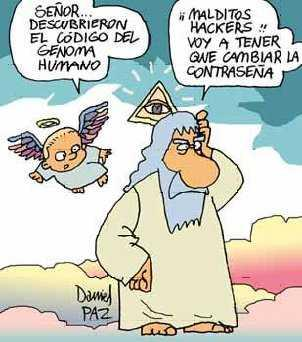 SEÑOR...
DESCUBRIERON
EL CÓDIGO DEL
GENOMA
HUMANO
¡¡MALDITOS
HACKERS!!
VOY A TENER
QUE CAMBIAR LA
CONTRASEÑA
Daniel
PAZ